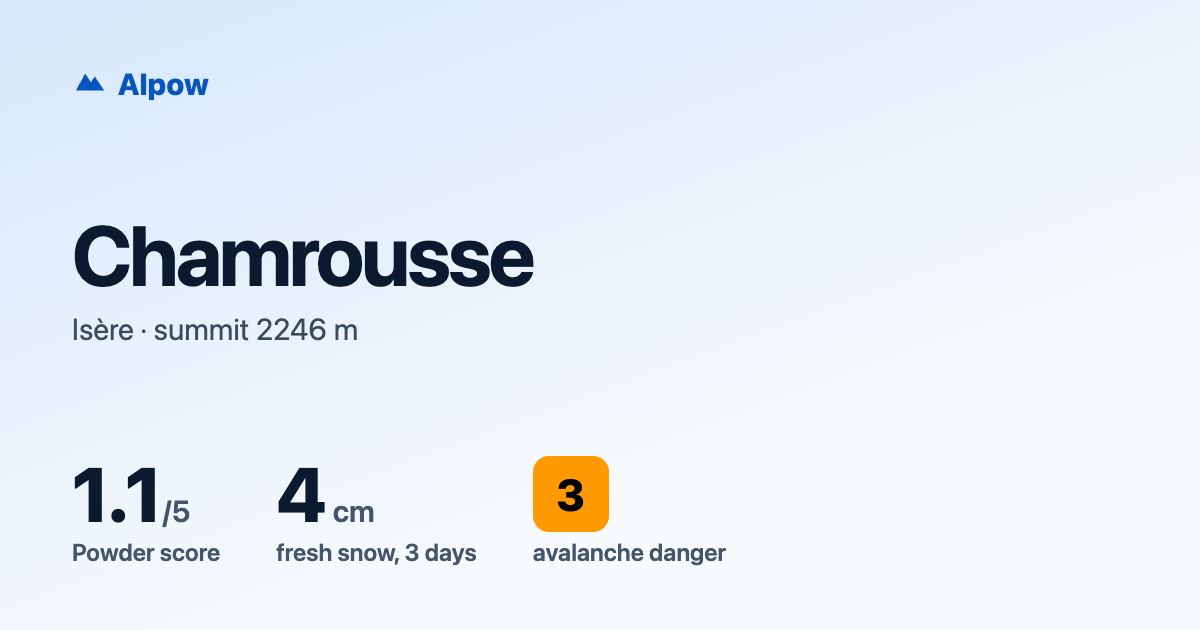 Alpow
Chamrousse
Isère · summit 2246 m
1.1/5
Powder score
4 cm
fresh snow, 3 days
3
avalanche danger